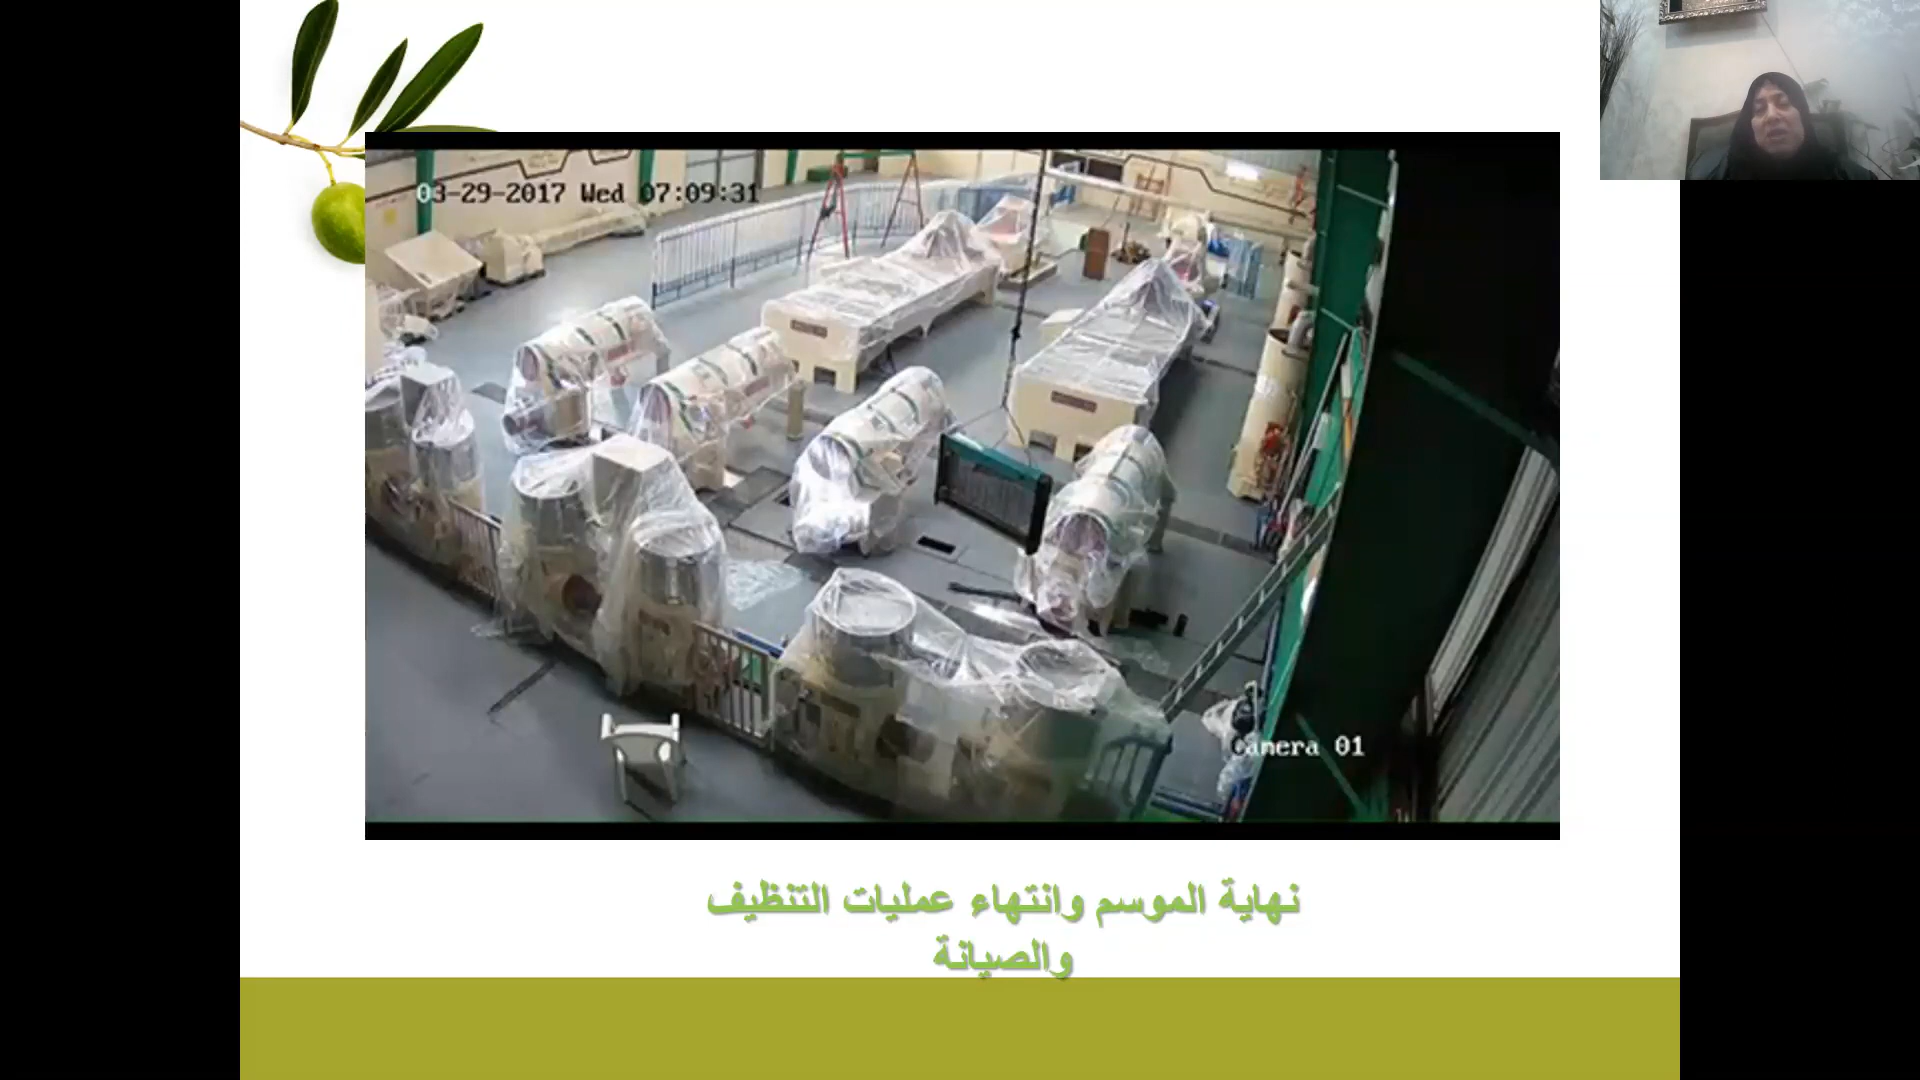 03-29-2017 Wed 07:09:31
Camera 01
نهاية الموسم وانتهاء عمليات التنظيف
والصيانة